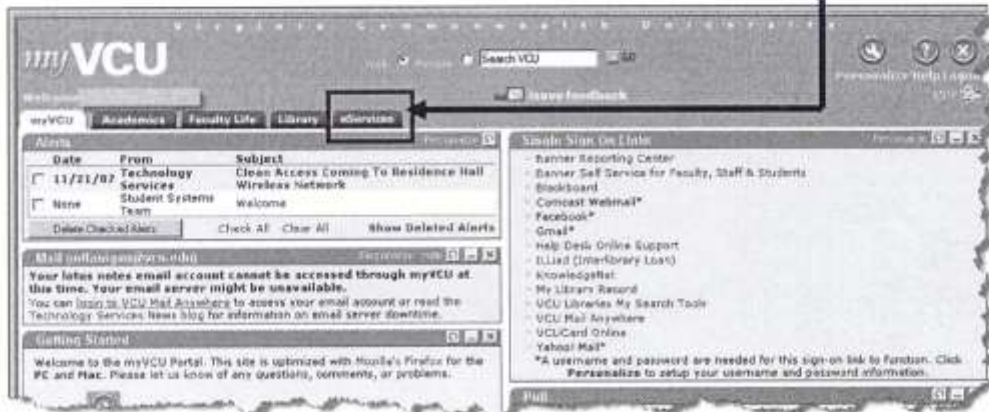 Virginia Commonwealth University
myVCU
Web People Search VCU GO
Personalize Help Logout
Welcome
leave feedback
myVCU Academics Faculty Life Library eServices
Alerts
Date From Subject
11/21/07 Technology Services Clean Access Coming To Residence Hall Wireless Network
None Student Systems Team Welcome
Delete Checked Alerts Check All Clear All Show Deleted Alerts
Your lotus notes email account cannot be accessed through myVCU at
this time. Your email server might be unavailable.
You can login to VCU Mail Anywhere to access your email account or read the
Technology Services News blog for information on email server downtime.
Getting Started
Welcome to the myVCU Portal. This site is optimized with Mozilla's Firefox for the
PC and Mac. Please let us know of any questions, comments, or problems.
Single Sign On Links
Banner Reporting Center
Banner Self Service for Faculty, Staff & Students
Blackboard
Comcast Webmail*
Facebook*
Gmail*
Help Desk Online Support
ILLiad (Interlibrary Loan)
KnowledgeNet
My Library Record
VCU Libraries My Search Tools
VCU Mail Anywhere
VCUCard Online
Yahoo! Mail*
*A username and password are needed for this sign-on link to function. Click
Personalize to setup your username and password information.
Poll